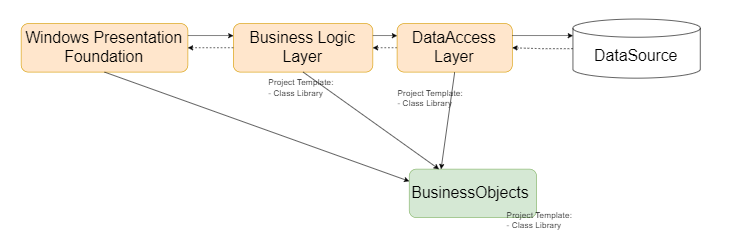 Windows Presentation
Foundation
Business Logic
Layer
DataAccess
Layer
DataSource
Project Template:
- Class Library
Project Template:
- Class Library
BusinessObjects
Project Template:
- Class Library